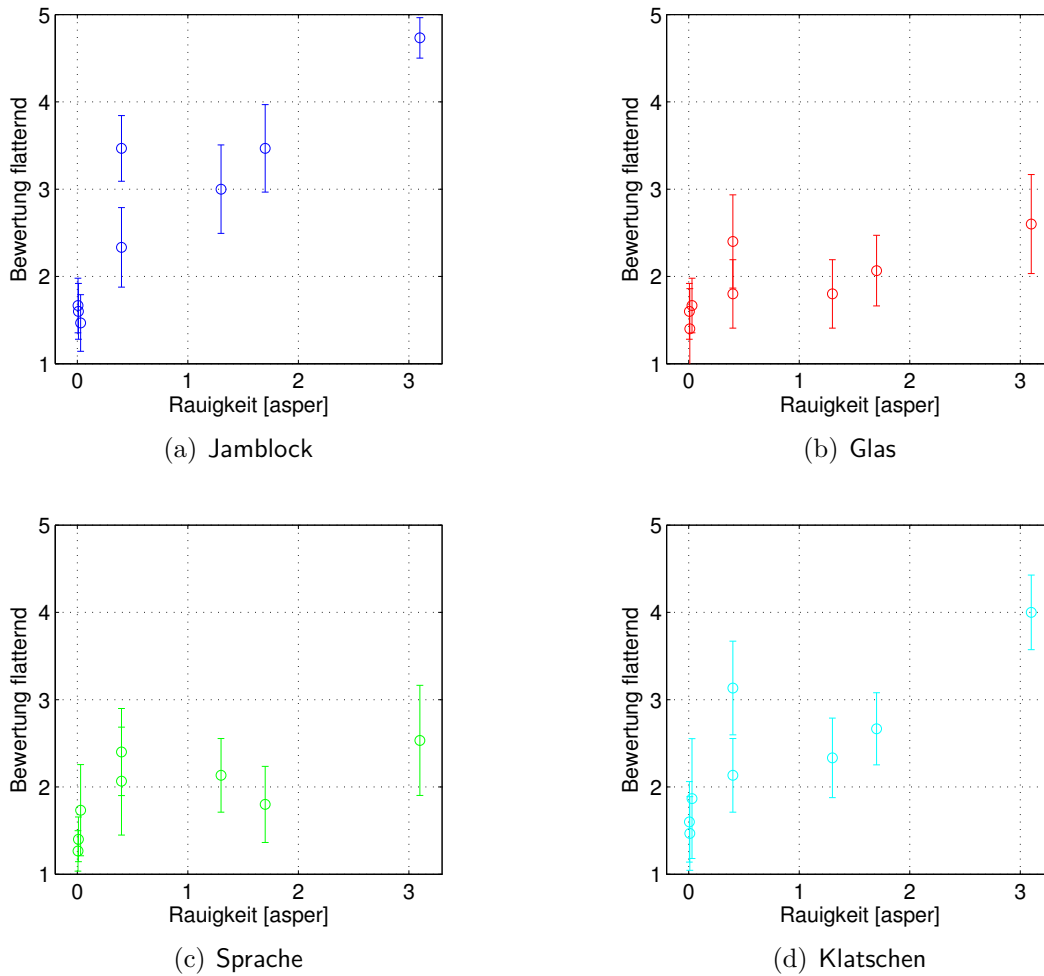 5
4
3
2
1
Bewertung flatternd
0 1 2 3
Rauigkeit [asper]
(a) Jamblock
5
4
3
2
1
Bewertung flatternd
0 1 2 3
Rauigkeit [asper]
(b) Glas
5
4
3
2
1
Bewertung flatternd
0 1 2 3
Rauigkeit [asper]
(c) Sprache
5
4
3
2
1
Bewertung flatternd
0 1 2 3
Rauigkeit [asper]
(d) Klatschen